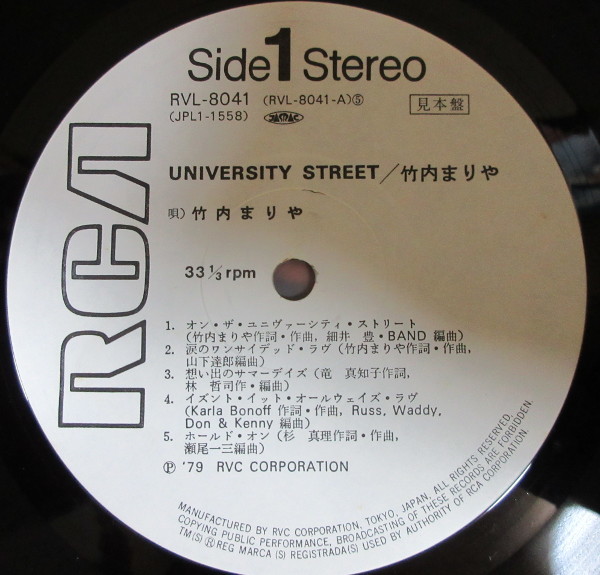 Side 1 Stereo
RVL-8041 (RVL-8041-A)⑤ 見本盤
(JPL1-1558) JASRAC
UNIVERSITY STREET/竹内まりや
唄) 竹内まりや
33 1/3 rpm
RCA
1. オン・ザ・ユニヴァーシティ・ストリート
(竹内まりや作詞・作曲, 細井 豊・BAND 編曲)
2. 涙のワンサイデッド・ラヴ (竹内まりや作詞・作曲,
山下達郎編曲)
3. 想い出のサマーデイズ (竜 真知子作詞,
林 哲司作・編曲)
4. イズント・イット・オールウェイズ・ラヴ
(Karla Bonoff 作詞・作曲, Russ, Waddy,
Don & Kenny 編曲)
5. ホールド・オン (杉 真理作詞・作曲,
瀬尾一三編曲)
Ⓟ '79 RVC CORPORATION
MANUFACTURED BY RVC CORPORATION, TOKYO, JAPAN, ALL RIGHTS RESERVED,
COPYING PUBLIC PERFORMANCE, BROADCASTING OF THESE RECORDS ARE FORBIDDEN.
TM(S) ® REG MARCA (S) REGISTRADA(S) USED BY AUTHORITY OF RCA CORPORATION.